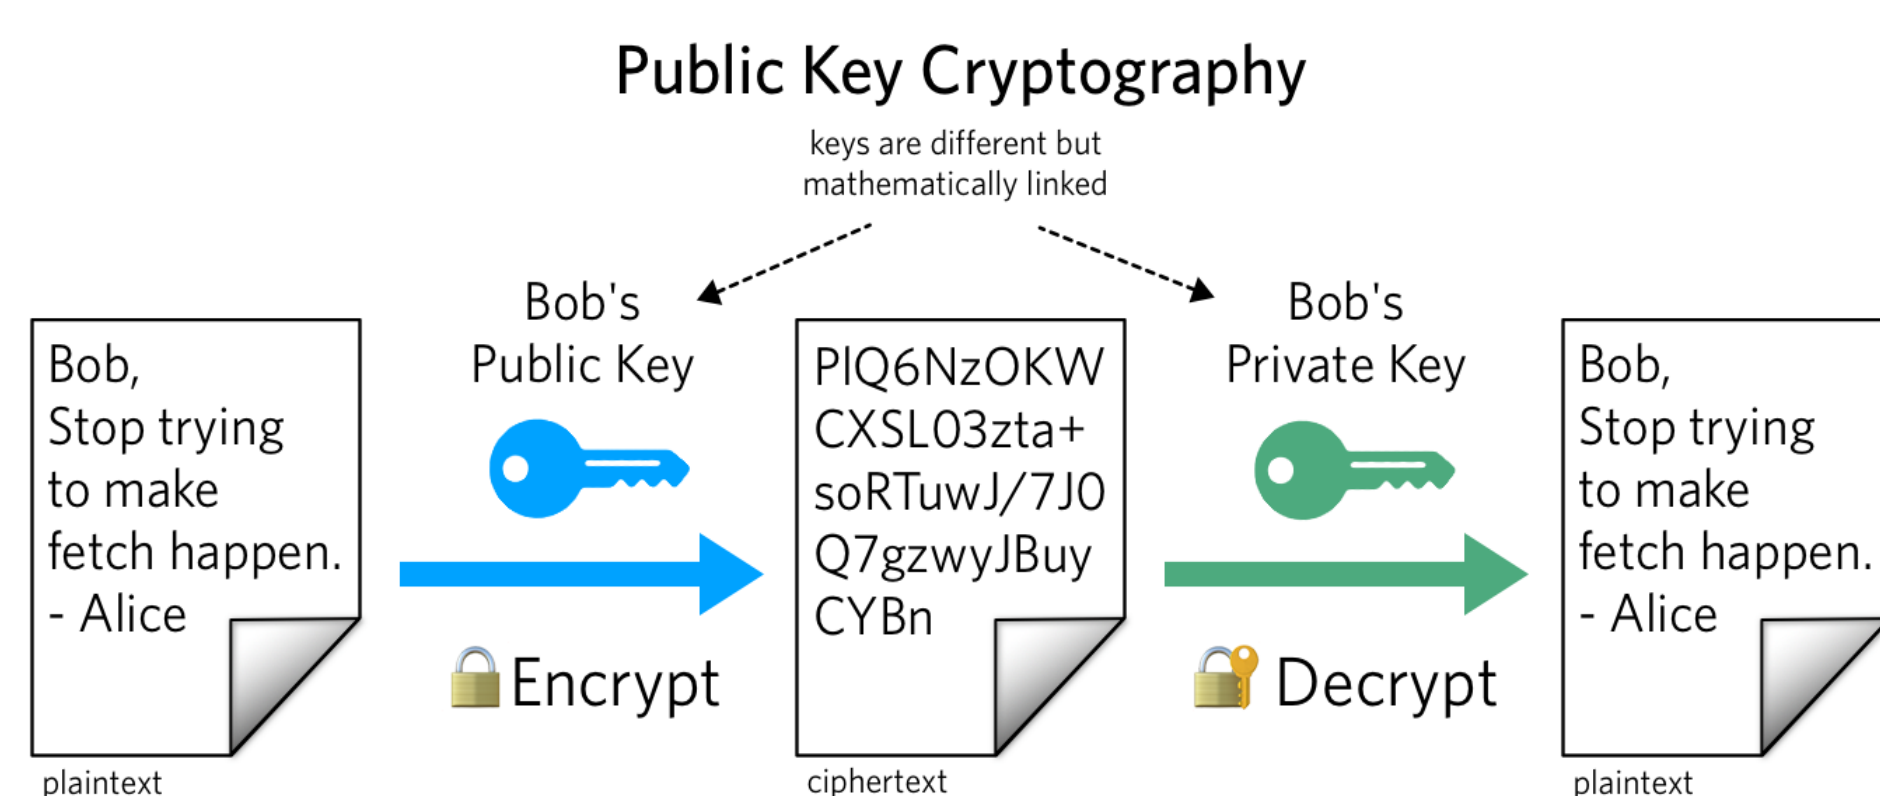 Public Key Cryptography
keys are different but
mathematically linked
Bob,
Stop trying
to make
fetch happen.
- Alice
plaintext
Bob's
Public Key
Encrypt
PlQ6NzOKW
CXSL03zta+
soRTuwJ/7J0
Q7gzwyJBuy
CYBn
ciphertext
Bob's
Private Key
Decrypt
Bob,
Stop trying
to make
fetch happen.
- Alice
plaintext